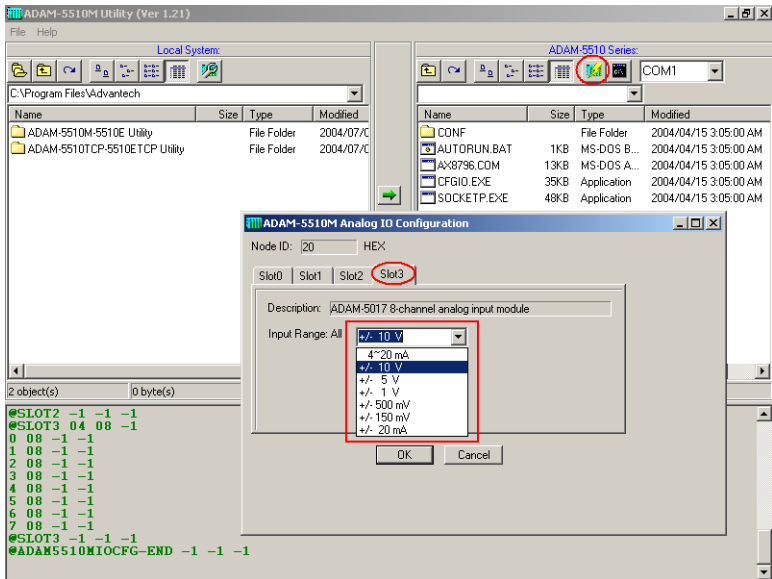 ADAM-5510M Utility (Ver 1.21)
File Help
Local System:
ADAM-5510 Series:
COM1
C:\Program Files\Advantech
Name Size Type Modified
ADAM-5510M-5510E Utility File Folder 2004/07/0
ADAM-5510TCP-5510ETCP Utility File Folder 2004/07/0
Name Size Type Modified
CONF File Folder 2004/04/15 3:05:00 AM
AUTORUN.BAT 1KB MS-DOS B... 2004/04/15 3:05:00 AM
AX8796.COM 13KB MS-DOS A... 2004/04/15 3:05:00 AM
CFGIO.EXE 35KB Application 2004/04/15 3:05:00 AM
SOCKETP.EXE 48KB Application 2004/04/15 3:05:00 AM
ADAM-5510M Analog IO Configuration
Node ID: 20 HEX
Slot0 Slot1 Slot2 Slot3
Description: ADAM-5017 8-channel analog input module
Input Range: All +/- 10 V
4~20 mA
+/- 10 V
+/- 5 V
+/- 1 V
+/- 500 mV
+/- 150 mV
+/- 20 mA
OK Cancel
2 object(s) 0 byte(s)
@SLOT2 -1 -1 -1
@SLOT3 04 08 -1
0 08 -1 -1
1 08 -1 -1
2 08 -1 -1
3 08 -1 -1
4 08 -1 -1
5 08 -1 -1
6 08 -1 -1
7 08 -1 -1
@SLOT3 -1 -1 -1
@ADAM5510MIOCFG-END -1 -1 -1